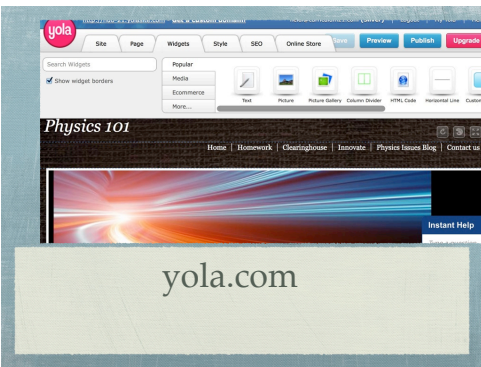 yola
Site Page Widgets Style SEO Online Store Save Preview Publish Upgrade
Search Widgets
Show widget borders
Popular
Media
Ecommerce
More...
Text Picture Picture Gallery Column Divider HTML Code Horizontal Line Custom
Physics 101
Home | Homework | Clearinghouse | Innovate | Physics Issues Blog | Contact us
Instant Help
yola.com